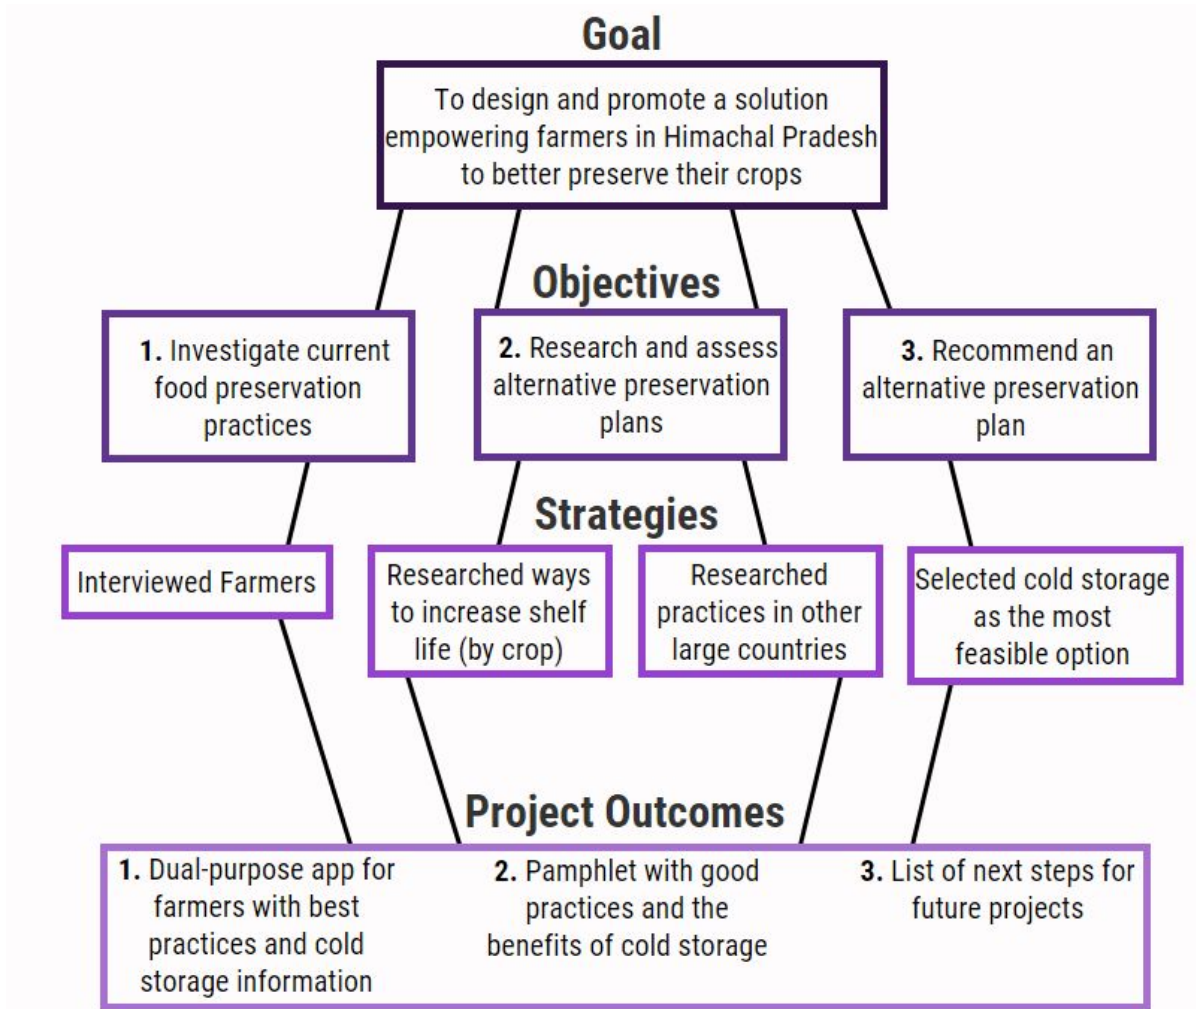 Goal
To design and promote a solution
empowering farmers in Himachal Pradesh
to better preserve their crops
Objectives
1. Investigate current
food preservation
practices
2. Research and assess
alternative preservation
plans
3. Recommend an
alternative preservation
plan
Strategies
Interviewed Farmers
Researched ways
to increase shelf
life (by crop)
Researched
practices in other
large countries
Selected cold storage
as the most
feasible option
Project Outcomes
1. Dual-purpose app for
farmers with best
practices and cold
storage information
2. Pamphlet with good
practices and the
benefits of cold storage
3. List of next steps for
future projects